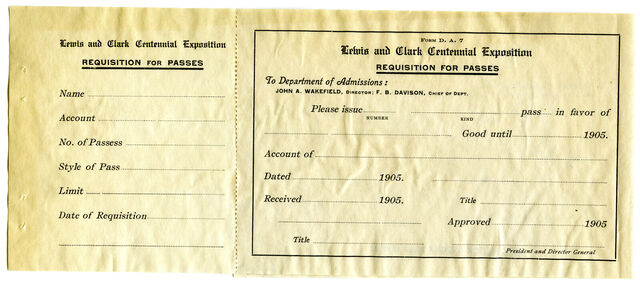 Lewis and Clark Centennial Exposition
REQUISITION FOR PASSES
Name
Account
No. of Passess
Style of Pass
Limit
Date of Requisition
FORM D. A. 7
Lewis and Clark Centennial Exposition
REQUISITION FOR PASSES
To Department of Admissions:
JOHN A. WAKEFIELD, DIRECTOR; F. B. DAVISON, CHIEF OF DEPT.
Please issue pass in favor of
NUMBER KIND
Good until 1905.
Account of
Dated 1905.
Received 1905. Title
Approved 1905
Title
President and Director General